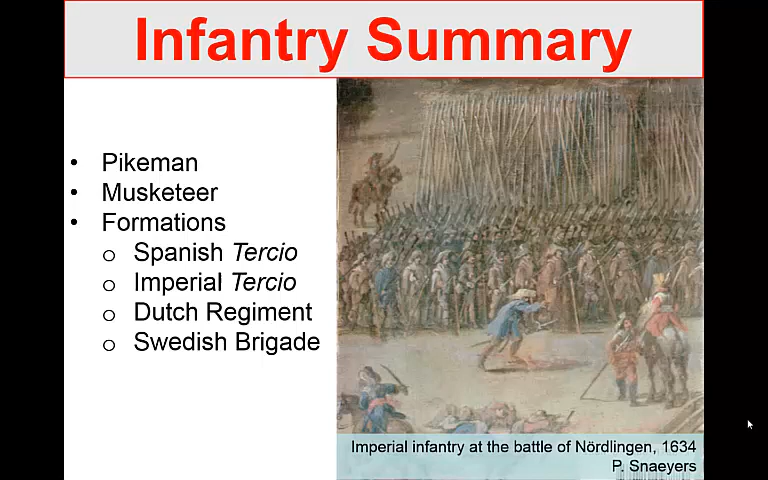 Infantry Summary
• Pikeman
• Musketeer
• Formations
o Spanish Tercio
o Imperial Tercio
o Dutch Regiment
o Swedish Brigade
Imperial infantry at the battle of Nördlingen, 1634
P. Snaeyers